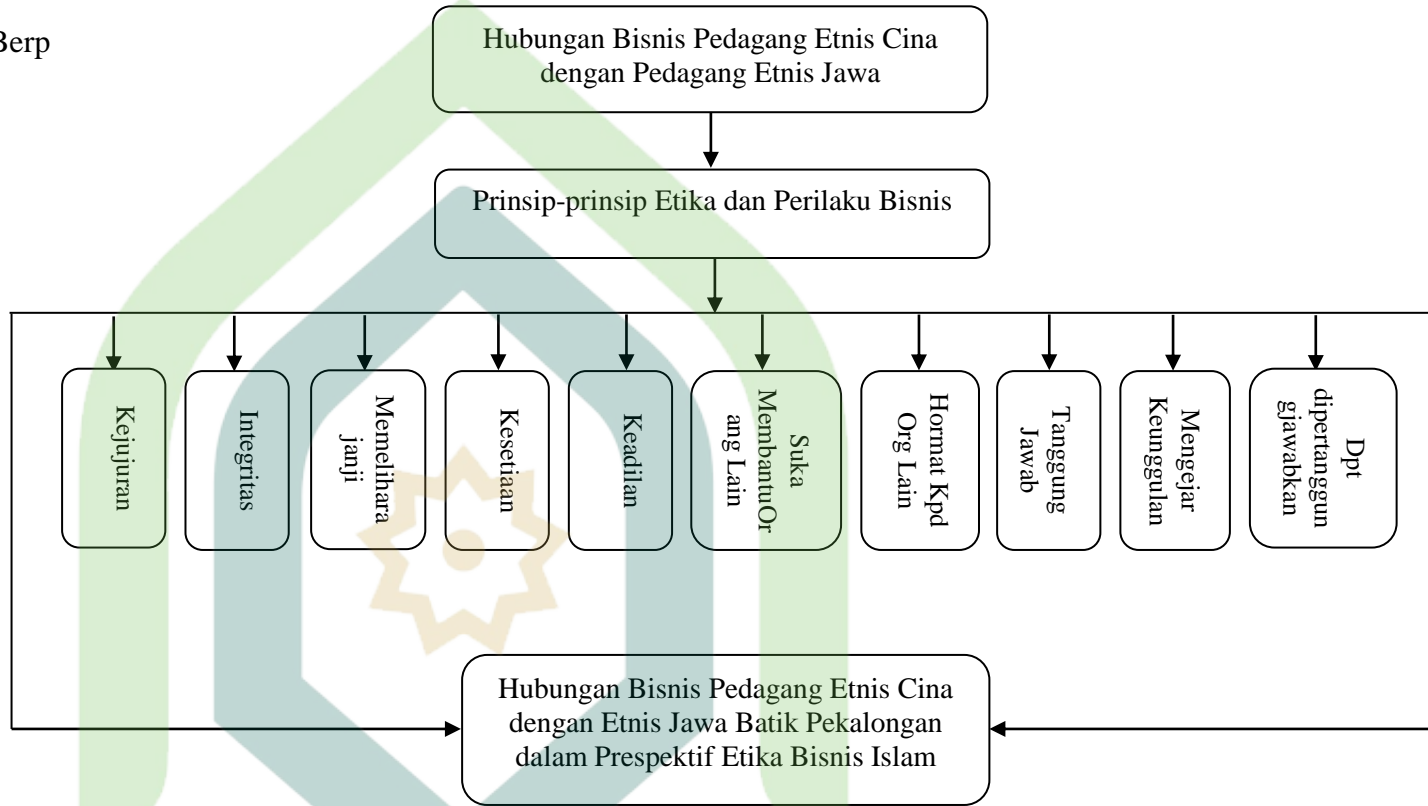 Berp
Hubungan Bisnis Pedagang Etnis Cina
dengan Pedagang Etnis Jawa
Prinsip-prinsip Etika dan Perilaku Bisnis
Kejujuran
Integritas
Memelihara
janji
Kesetiaan
Keadilan
Suka
MembantuOr
ang Lain
Hormat Kpd
Org Lain
Tanggung
Jawab
Mengejar
Keunggulan
Dpt
dipertanggun
gjawabkan
Hubungan Bisnis Pedagang Etnis Cina
dengan Etnis Jawa Batik Pekalongan
dalam Prespektif Etika Bisnis Islam